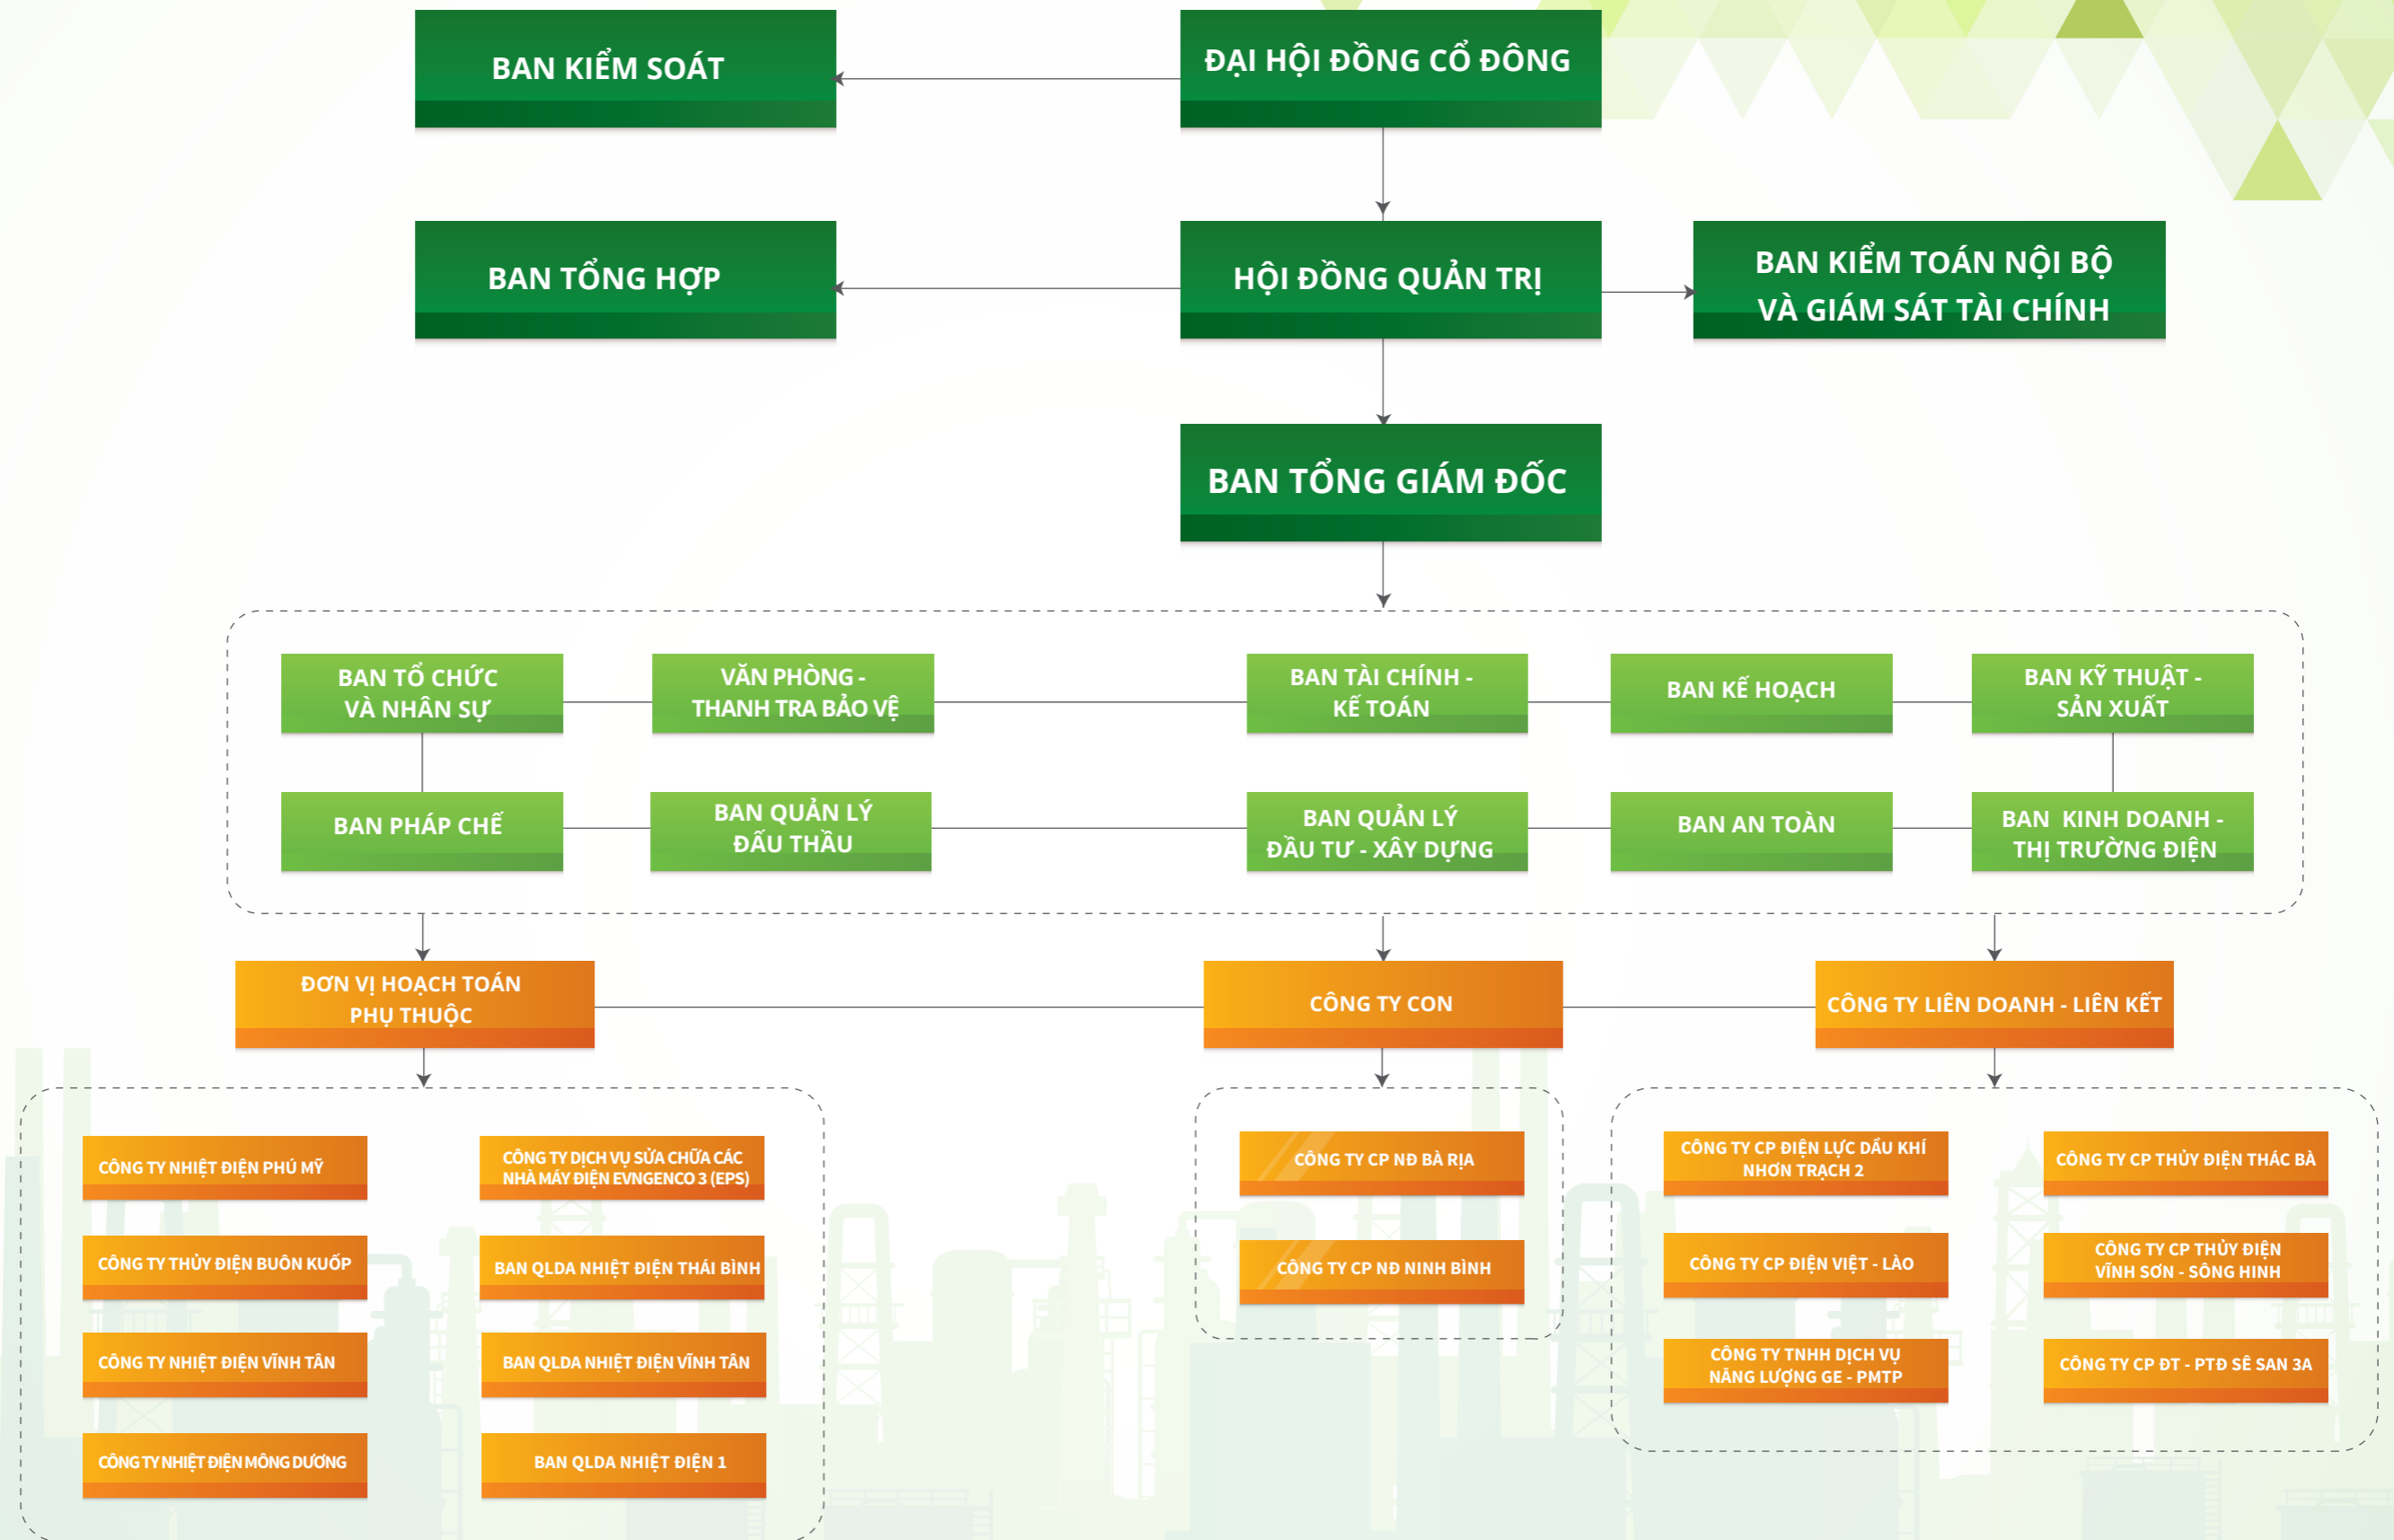 BAN KIỂM SOÁT
ĐẠI HỘI ĐỒNG CỔ ĐÔNG
BAN TỔNG HỢP
HỘI ĐỒNG QUẢN TRỊ
BAN KIỂM TOÁN NỘI BỘ
VÀ GIÁM SÁT TÀI CHÍNH
BAN TỔNG GIÁM ĐỐC
BAN TỔ CHỨC
VÀ NHÂN SỰ
VĂN PHÒNG -
THANH TRA BẢO VỆ
BAN TÀI CHÍNH -
KẾ TOÁN
BAN KẾ HOẠCH
BAN KỸ THUẬT -
SẢN XUẤT
BAN PHÁP CHẾ
BAN QUẢN LÝ
ĐẤU THẦU
BAN QUẢN LÝ
ĐẦU TƯ - XÂY DỰNG
BAN AN TOÀN
BAN KINH DOANH -
THỊ TRƯỜNG ĐIỆN
ĐƠN VỊ HOẠCH TOÁN
PHỤ THUỘC
CÔNG TY CON
CÔNG TY LIÊN DOANH - LIÊN KẾT
CÔNG TY NHIỆT ĐIỆN PHÚ MỸ
CÔNG TY DỊCH VỤ SỬA CHỮA CÁC
NHÀ MÁY ĐIỆN EVNGENCO 3 (EPS)
CÔNG TY THỦY ĐIỆN BUÔN KUỐP
BAN QLDA NHIỆT ĐIỆN THÁI BÌNH
CÔNG TY NHIỆT ĐIỆN VĨNH TÂN
BAN QLDA NHIỆT ĐIỆN VĨNH TÂN
CÔNG TY NHIỆT ĐIỆN MÔNG DƯƠNG
BAN QLDA NHIỆT ĐIỆN 1
CÔNG TY CP NĐ BÀ RỊA
CÔNG TY CP NĐ NINH BÌNH
CÔNG TY CP ĐIỆN LỰC DẦU KHÍ
NHƠN TRẠCH 2
CÔNG TY CP THỦY ĐIỆN THÁC BÀ
CÔNG TY CP ĐIỆN VIỆT - LÀO
CÔNG TY CP THỦY ĐIỆN
VĨNH SƠN - SÔNG HINH
CÔNG TY TNHH DỊCH VỤ
NĂNG LƯỢNG GE - PMTP
CÔNG TY CP ĐT - PTĐ SÊ SAN 3A